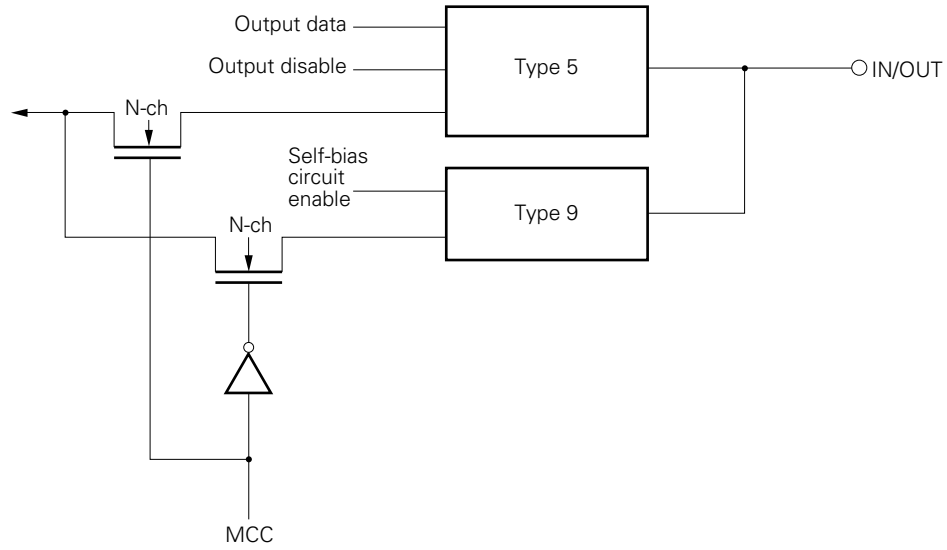 Output data
Output disable
Type 5
IN/OUT
N-ch
Self-bias
circuit
enable
Type 9
N-ch
MCC